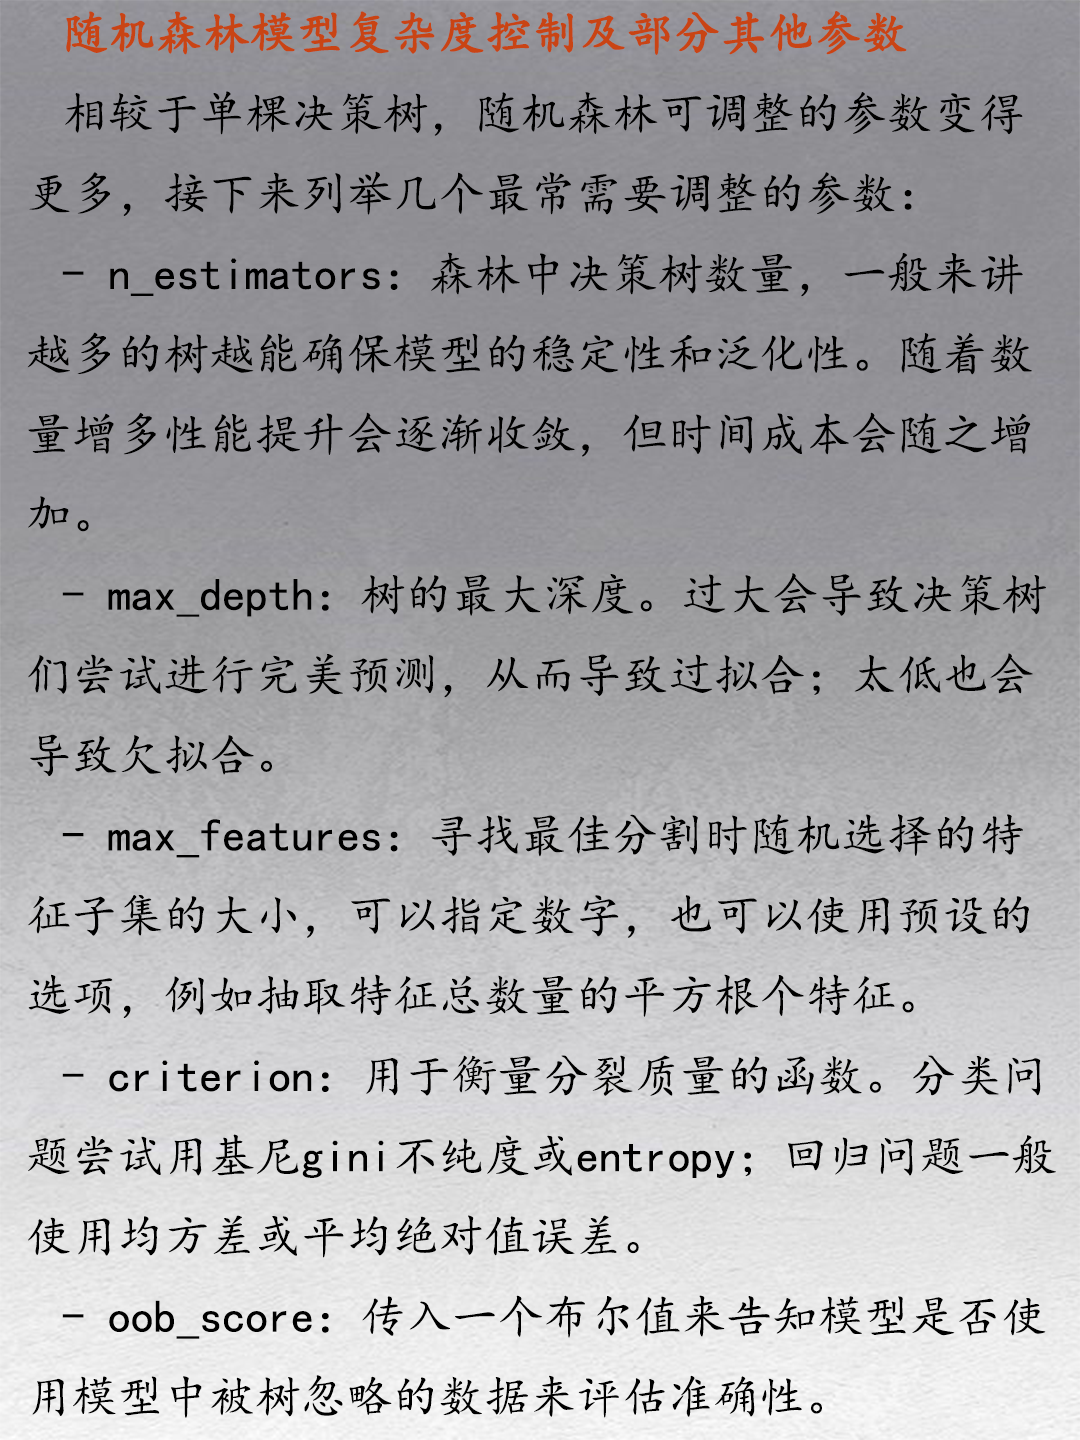 随机森林模型复杂度控制及部分其他参数
相较于单棵决策树，随机森林可调整的参数变得
更多，接下来列举几个最常需要调整的参数：
- n_estimators：森林中决策树数量，一般来讲
越多的树越能确保模型的稳定性和泛化性。随着数
量增多性能提升会逐渐收敛，但时间成本会随之增
加。
- max_depth：树的最大深度。过大会导致决策树
们尝试进行完美预测，从而导致过拟合；太低也会
导致欠拟合。
- max_features：寻找最佳分割时随机选择的特
征子集的大小，可以指定数字，也可以使用预设的
选项，例如抽取特征总数量的平方根个特征。
- criterion：用于衡量分裂质量的函数。分类问
题尝试用基尼gini不纯度或entropy；回归问题一般
使用均方差或平均绝对值误差。
- oob_score：传入一个布尔值来告知模型是否使
用模型中被树忽略的数据来评估准确性。